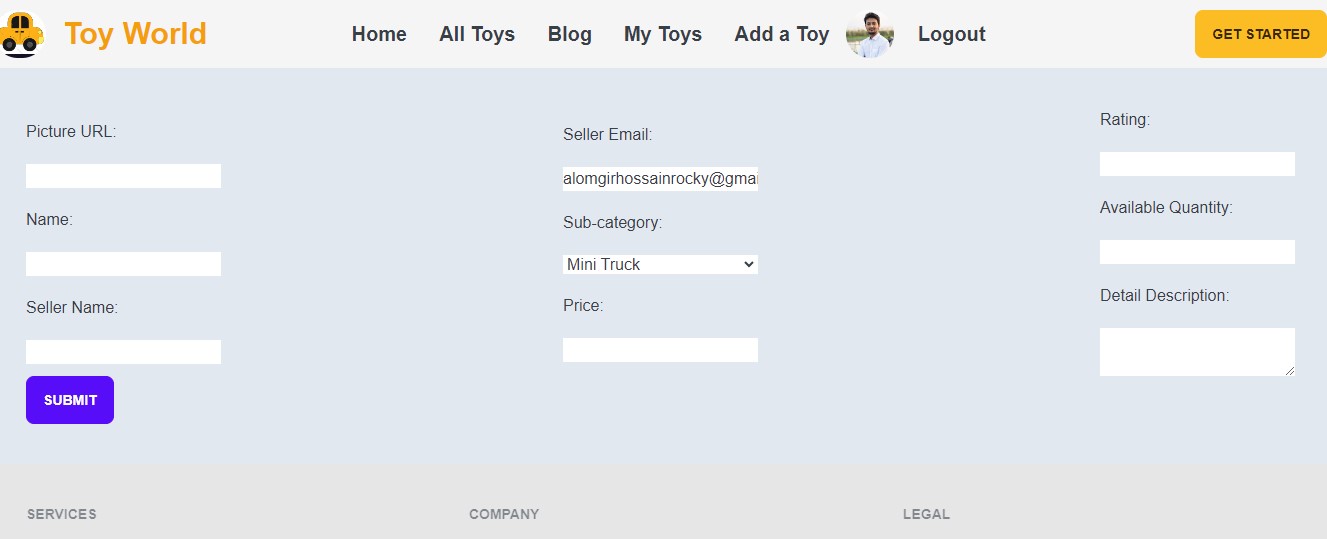 Toy World
Home
All Toys
Blog
My Toys
Add a Toy
Logout
GET STARTED
Picture URL:
Name:
Seller Name:
SUBMIT
Seller Email:
alomgirhossainrocky@gmai
Sub-category:
Mini Truck
Price:
Rating:
Available Quantity:
Detail Description:
SERVICES
COMPANY
LEGAL